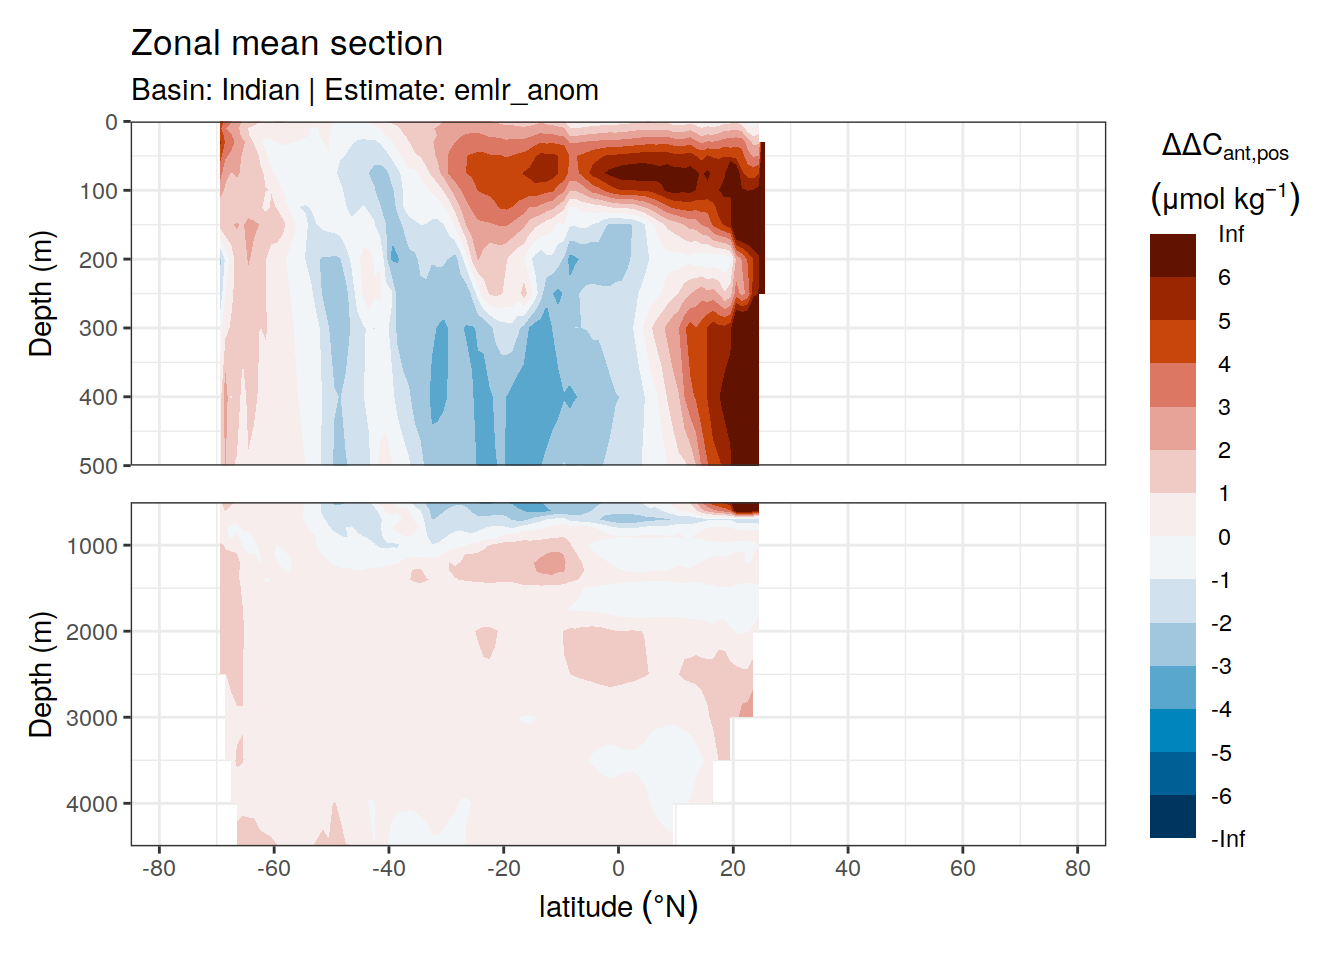 Zonal mean section
Basin: Indian | Estimate: emlr_anom
ΔΔCant,pos
(μmol kg⁻¹)
Inf
6
5
4
3
2
1
0
-1
-2
-3
-4
-5
-6
-Inf
Depth (m)
0
100
200
300
400
500
Depth (m)
1000
2000
3000
4000
-80 -60 -40 -20 0 20 40 60 80
latitude (°N)